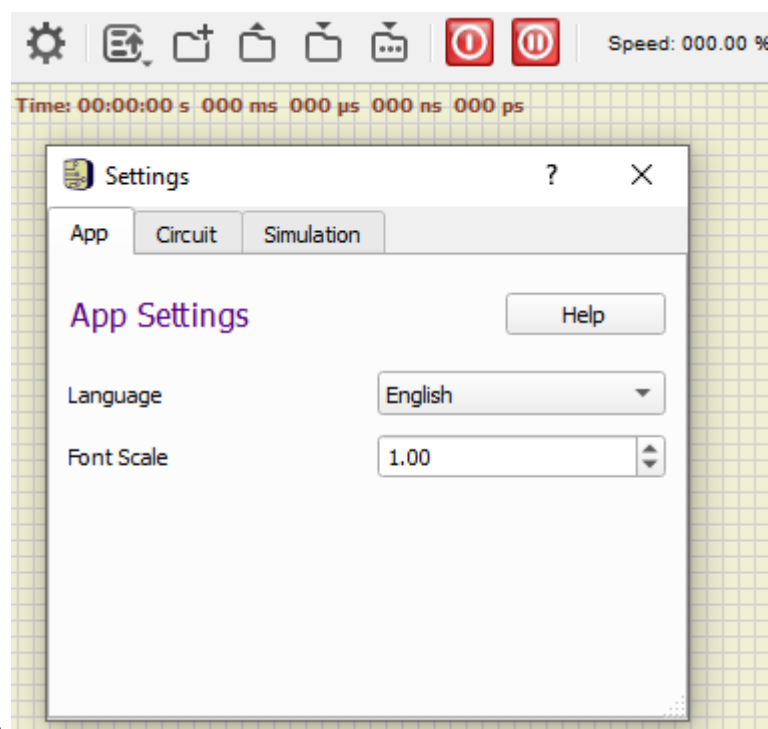 Speed: 000.00 %
Time: 00:00:00 s 000 ms 000 µs 000 ns 000 ps
Settings
App Circuit Simulation
App Settings Help
Language English
Font Scale 1.00